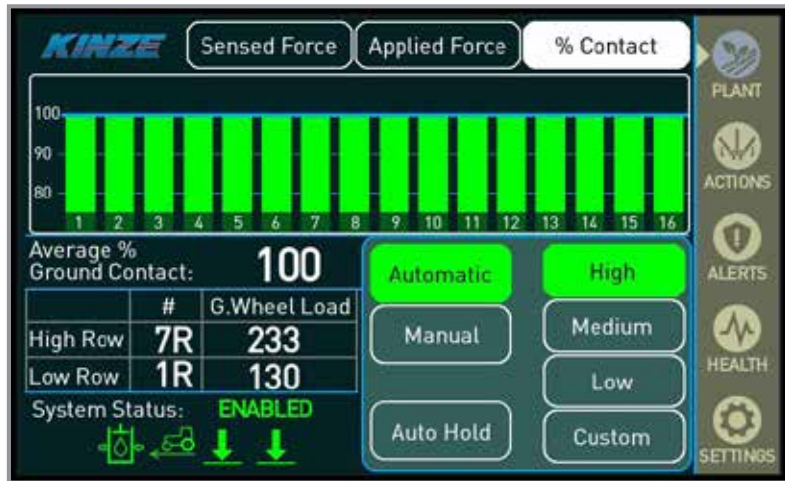 KINZE Sensed Force Applied Force % Contact
PLANT
100
90
80
1 2 3 4 5 6 7 8 9 10 11 12 13 14 15 16
ACTIONS
Average %
Ground Contact: 100
# G.Wheel Load
High Row 7R 233
Low Row 1R 130
System Status: ENABLED
Automatic High
Manual Medium
Low
Auto Hold Custom
ALERTS
HEALTH
SETTINGS